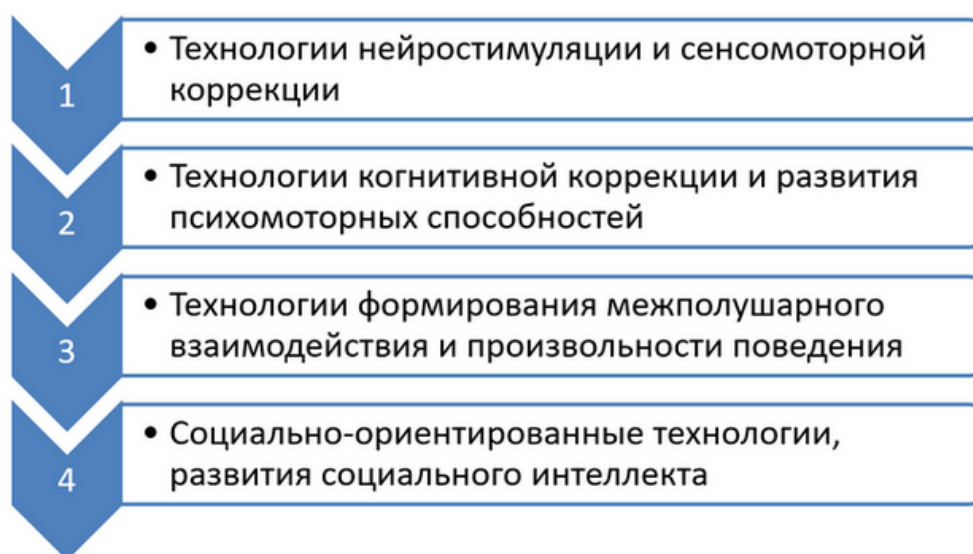 1
• Технологии нейростимуляции и сенсомоторной
коррекции
2
• Технологии когнитивной коррекции и развития
психомоторных способностей
3
• Технологии формирования межполушарного
взаимодействия и произвольности поведения
4
• Социально-ориентированные технологии,
развития социального интеллекта